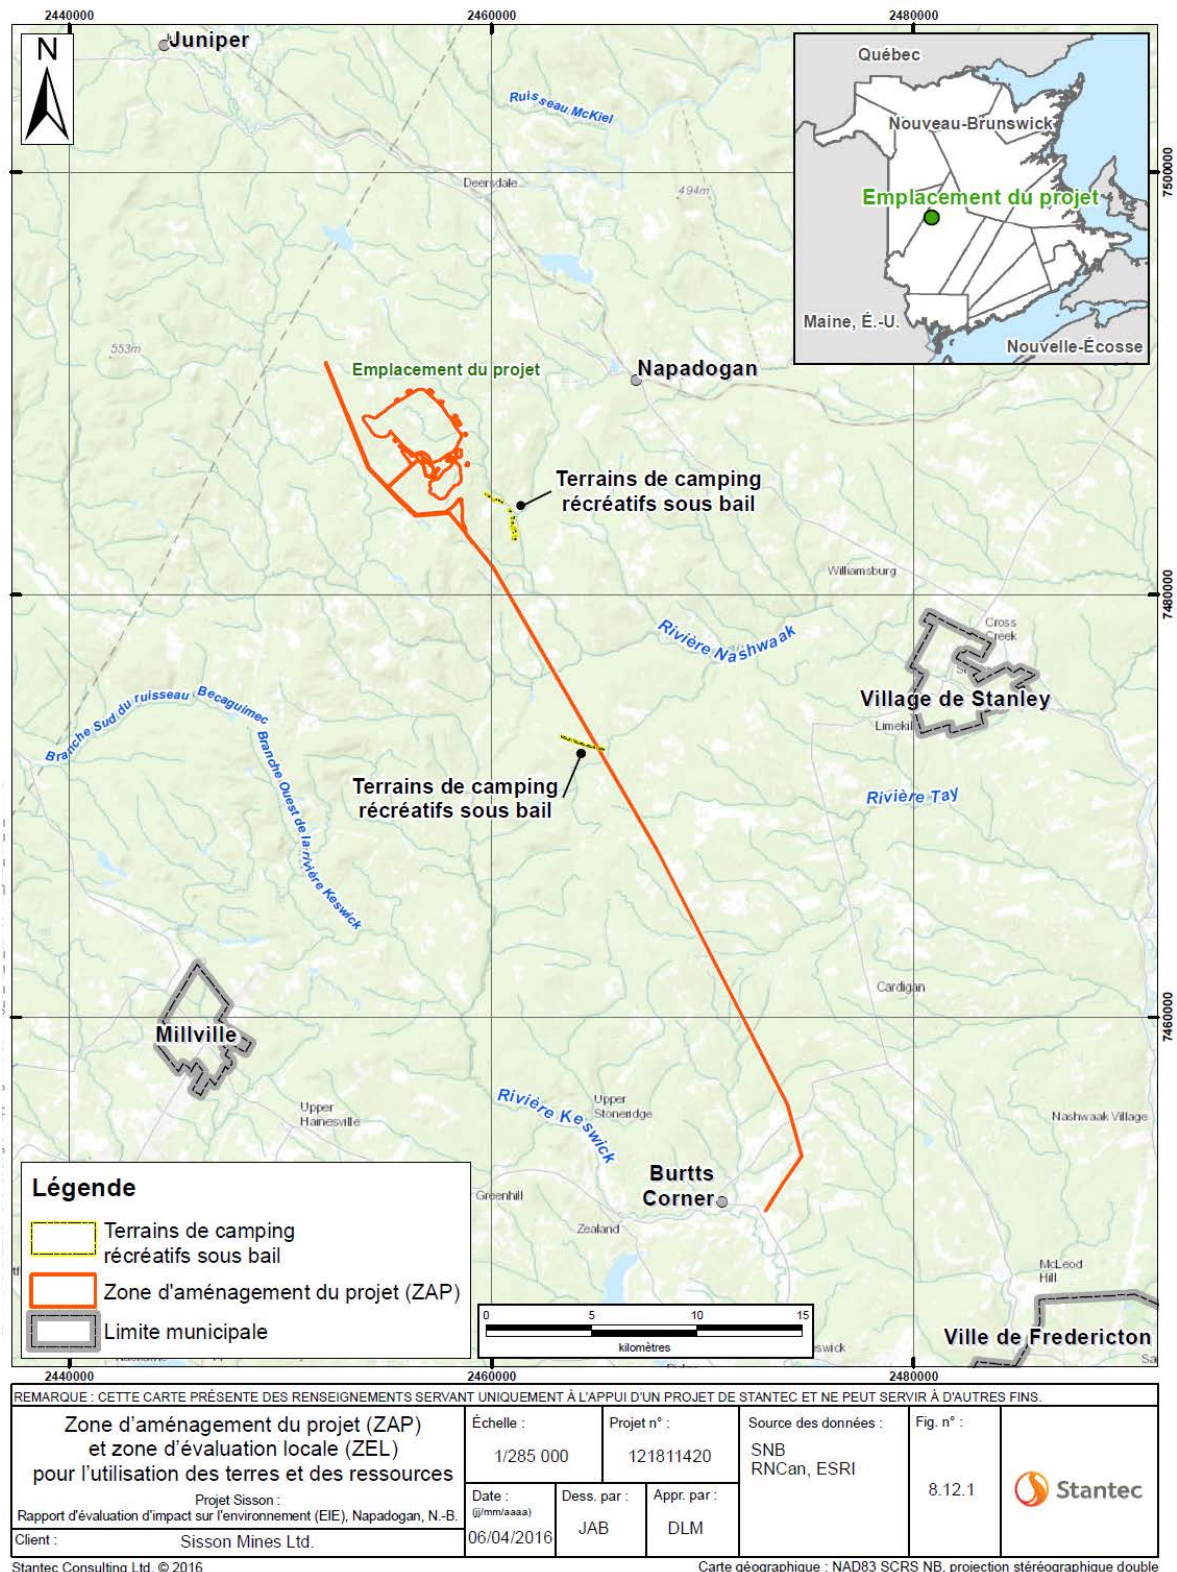 2440000
2460000
2480000
Juniper
N
Ruisseau McKiel
Deersdale
494m
7500000
Québec
Nouveau-Brunswick
Emplacement du projet
Maine, É.-U.
Nouvelle-Écosse
553m
Emplacement du projet
Napadogan
Terrains de camping
récréatifs sous bail
Williamsburg
7480000
Cross
Creek
Rivière Nashwaak
Village de Stanley
Limekil
Branche Sud du ruisseau Becaguimec
Branche Ouest de la rivière Keswick
Terrains de camping
récréatifs sous bail
Rivière Tay
Cardigan
7460000
Millville
Upper
Hainesville
Rivière Keswick
Upper
Stoneridge
Nashwaak Village
Burtts
Corner
Greenhill
Zealand
McLeod
Hill
Ville de Fredericton
Légende
Terrains de camping
récréatifs sous bail
Zone d'aménagement du projet (ZAP)
Limite municipale
0 5 10 15
kilomètres
swick
2440000
2460000
2480000
REMARQUE : CETTE CARTE PRÉSENTE DES RENSEIGNEMENTS SERVANT UNIQUEMENT À L'APPUI D'UN PROJET DE STANTEC ET NE PEUT SERVIR À D'AUTRES FINS.
Zone d'aménagement du projet (ZAP)
et zone d'évaluation locale (ZEL)
pour l'utilisation des terres et des ressources
Projet Sisson :
Rapport d'évaluation d'impact sur l'environnement (EIE), Napadogan, N.-B.
Client : Sisson Mines Ltd.
Échelle :
1/285 000
Projet n° :
121811420
Date :
(jj/mm/aaaa)
06/04/2016
Dess. par :
JAB
Appr. par :
DLM
Source des données :
SNB
RNCan, ESRI
Fig. n° :
8.12.1
Stantec
Stantec Consulting Ltd. © 2016
Carte géographique : NAD83 SCRS NB, projection stéréographique double